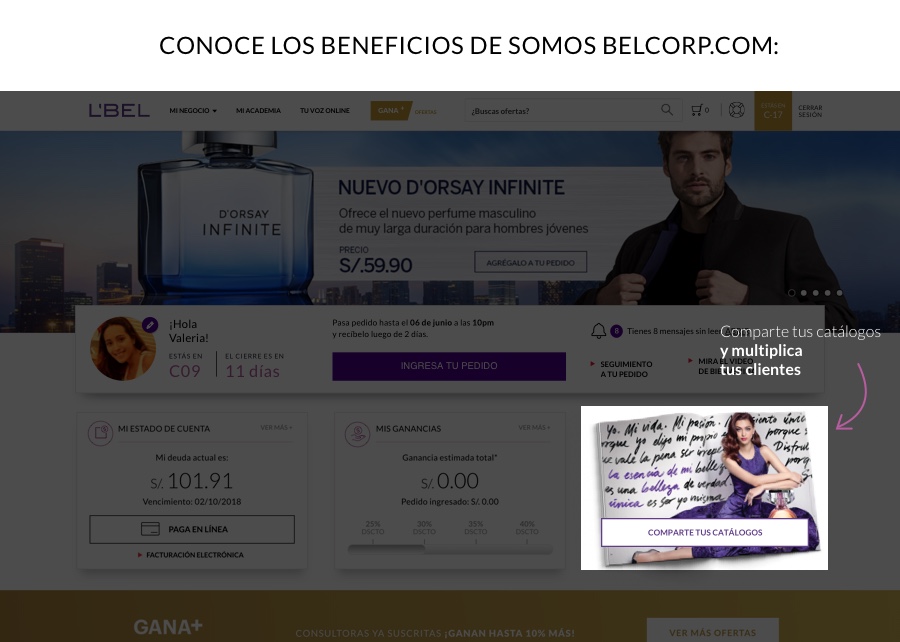 CONOCE LOS BENEFICIOS DE SOMOS BELCORP.COM:
L'BEL MI NEGOCIO MI ACADEMIA TU VOZ ONLINE GANA+ ¿Buscas ofertas? 0 C-17 CERRAR SESIÓN
D'ORSAY
INFINITE
NUEVO D'ORSAY INFINITE
Ofrece el nuevo perfume masculino
de muy larga duración para hombres jóvenes
PRECIO
S/.59.90
AGRÉGALO A TU PEDIDO
¡Hola
Valeria!
ESTÁS EN
C09
EL CIERRE ES EN
11 días
Pasa pedido hasta el 06 de junio a las 10pm
y recíbelo luego de 2 días.
INGRESA TU PEDIDO
8 Tienes 8 mensajes sin leer
SEGUIMIENTO
A TU PEDIDO
MIRA EL VIDEO
Comparte tus catálogos
y multiplica
tus clientes
MI ESTADO DE CUENTA VER MÁS +
Mi deuda actual es:
S/. 101.91
Vencimiento: 02/10/2018
PAGA EN LÍNEA
FACTURACIÓN ELECTRÓNICA
MIS GANANCIAS VER MÁS +
Ganancia estimada total*
S/. 0.00
Pedido ingresado: S/. 0.00
25% 30% 35% 40%
DSCTO DSCTO DSCTO DSCTO
Yo. Mi vida. Mi pasión.
porque yo elijo mi propio
vale la pena ser
la esencia de mi belleza
es una belleza de verdad
única es ser yo misma
COMPARTE TUS CATÁLOGOS
GANA+
CONSULTORAS YA SUSCRITAS ¡GANAN HASTA 10% MÁS!
VER MÁS OFERTAS